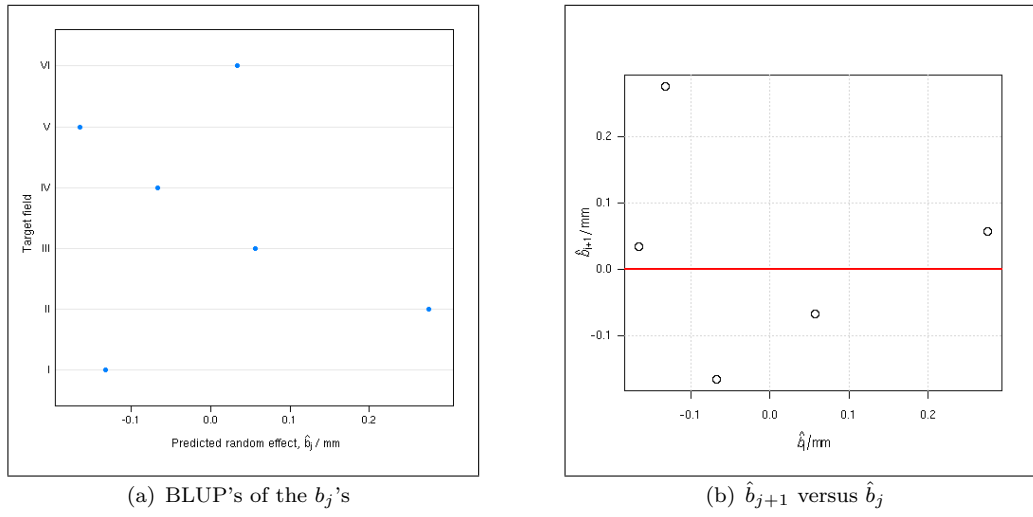 VI
V
IV
III
II
I
Target field
-0.1
0.0
0.1
0.2
Predicted random effect, b̂ⱼ / mm
(a) BLUP's of the bⱼ's
0.2
0.1
0.0
-0.1
b̂ⱼ₊₁/mm
-0.1
0.0
0.1
0.2
b̂ⱼ/mm
(b) b̂ⱼ₊₁ versus b̂ⱼ